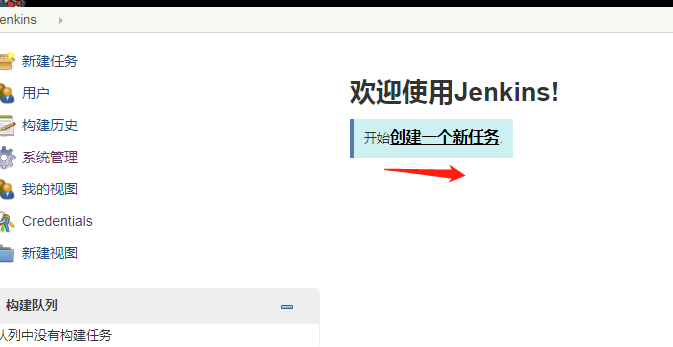 enkins
新建任务
用户
构建历史
系统管理
我的视图
Credentials
新建视图
构建队列
队列中没有构建任务
欢迎使用Jenkins!
开始创建一个新任务.